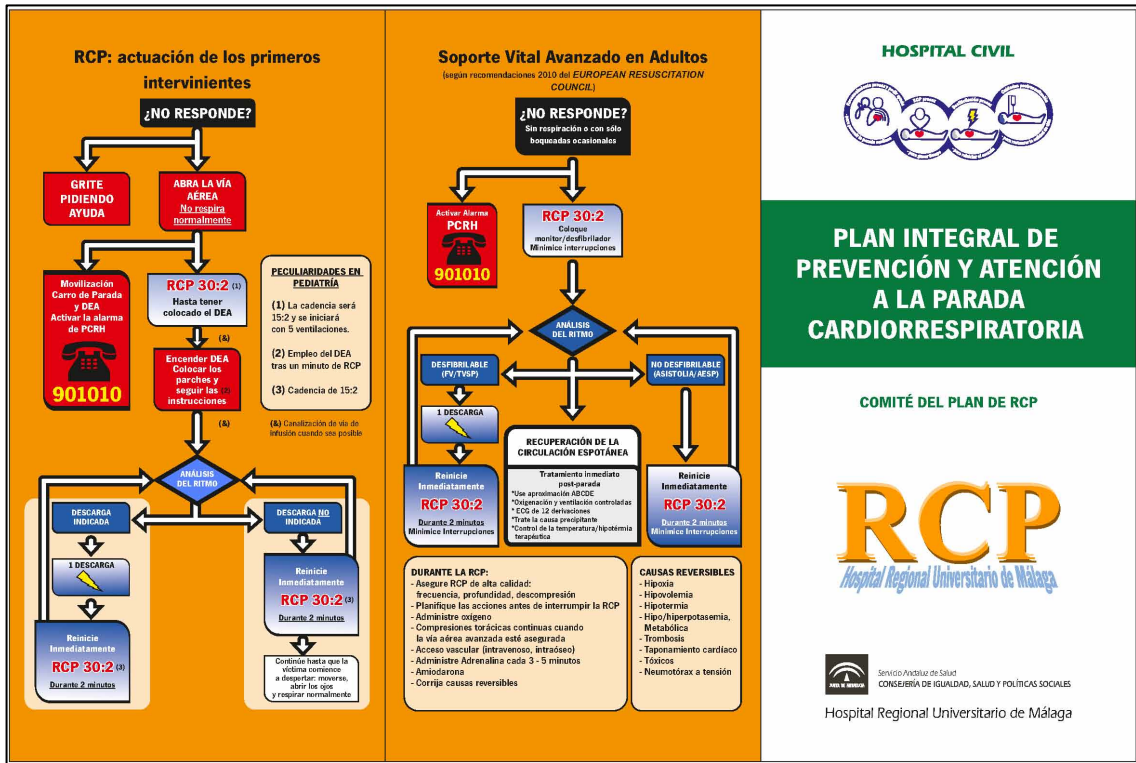 RCP: actuación de los primeros
intervinientes
¿NO RESPONDE?
GRITE
PIDIENDO
AYUDA
ABRA LA VÍA
AÉREA
No respira
normalmente
Movilización
Carro de Parada
y DEA
Activar la alarma
de PCRH
901010
RCP 30:2 (1)
Hasta tener
colocado el DEA
(&)
Encender DEA
Colocar los
parches y
seguir las (2)
instrucciones
(&)
PECULIARIDADES EN
PEDIATRÍA
(1) La cadencia será
15:2 y se iniciará
con 5 ventilaciones.
(2) Empleo del DEA
tras un minuto de RCP
(3) Cadencia de 15:2
(&) Canalización de vía de
infusión cuando sea posible
ANÁLISIS
DEL RITMO
DESCARGA
INDICADA
1 DESCARGA
Reinicie
Inmediatamente
RCP 30:2 (3)
Durante 2 minutos
DESCARGA NO
INDICADA
Reinicie
Inmediatamente
RCP 30:2 (3)
Durante 2 minutos
Continúe hasta que la
víctima comience
a despertar: moverse,
abrir los ojos
y respirar normalmente
Soporte Vital Avanzado en Adultos
(según recomendaciones 2010 del EUROPEAN RESUSCITATION
COUNCIL)
¿NO RESPONDE?
Sin respiración o con sólo
boqueadas ocasionales
Activar Alarma
PCRH
901010
RCP 30:2
Coloque
monitor/desfibrilador
Minimice interrupciones
ANÁLISIS
DEL RITMO
DESFIBRILABLE
(FV/TVSP)
1 DESCARGA
Reinicie
Inmediatamente
RCP 30:2
Durante 2 minutos
Minimice Interrupciones
RECUPERACIÓN DE LA
CIRCULACIÓN ESPOTÁNEA
Tratamiento inmediato
post-parada
*Use aproximación ABCDE
*Oxigenación y ventilación controladas
* ECG de 12 derivaciones
*Trate la causa precipitante
*Control de la temperatura/hipotérmia
terapéutica
NO DESFIBRILABLE
(ASISTOLIA/AESP)
Reinicie
Inmediatamente
RCP 30:2
Durante 2 minutos
Minimice Interrupciones
DURANTE LA RCP:
- Asegure RCP de alta calidad:
frecuencia, profundidad, descompresión
- Planifique las acciones antes de interrumpir la RCP
- Administre oxígeno
- Compresiones torácicas continuas cuando
la vía aérea avanzada esté asegurada
- Acceso vascular (intravenoso, intraóseo)
- Administre Adrenalina cada 3 - 5 minutos
- Amiodarona
- Corrija causas reversibles
CAUSAS REVERSIBLES
- Hipoxia
- Hipovolemia
- Hipotermia
- Hipo/hiperpotasemia,
Metabólica
- Trombosis
- Taponamiento cardíaco
- Tóxicos
- Neumotórax a tensión
HOSPITAL CIVIL
PLAN INTEGRAL DE
PREVENCIÓN Y ATENCIÓN
A LA PARADA
CARDIORRESPIRATORIA
COMITÉ DEL PLAN DE RCP
RCP
Hospital Regional Universitario de Málaga
JUNTA DE ANDALUCIA
Servicio Andaluz de Salud
CONSEJERÍA DE IGUALDAD, SALUD Y POLÍTICAS SOCIALES
Hospital Regional Universitario de Málaga